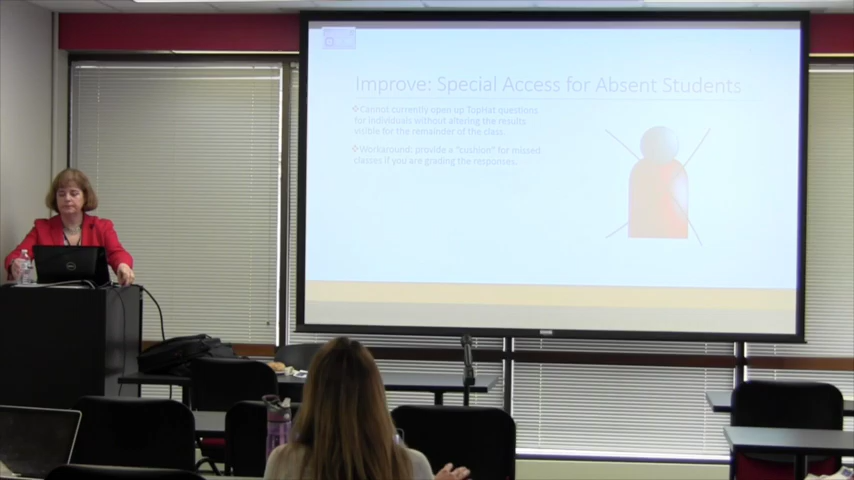 Improve: Special Access for Absent Students
❖Cannot currently open up TopHat questions
for individuals without altering the results
visible for the remainder of the class.
❖Workaround: provide a "cushion" for missed
classes if you are grading the responses.
DELL